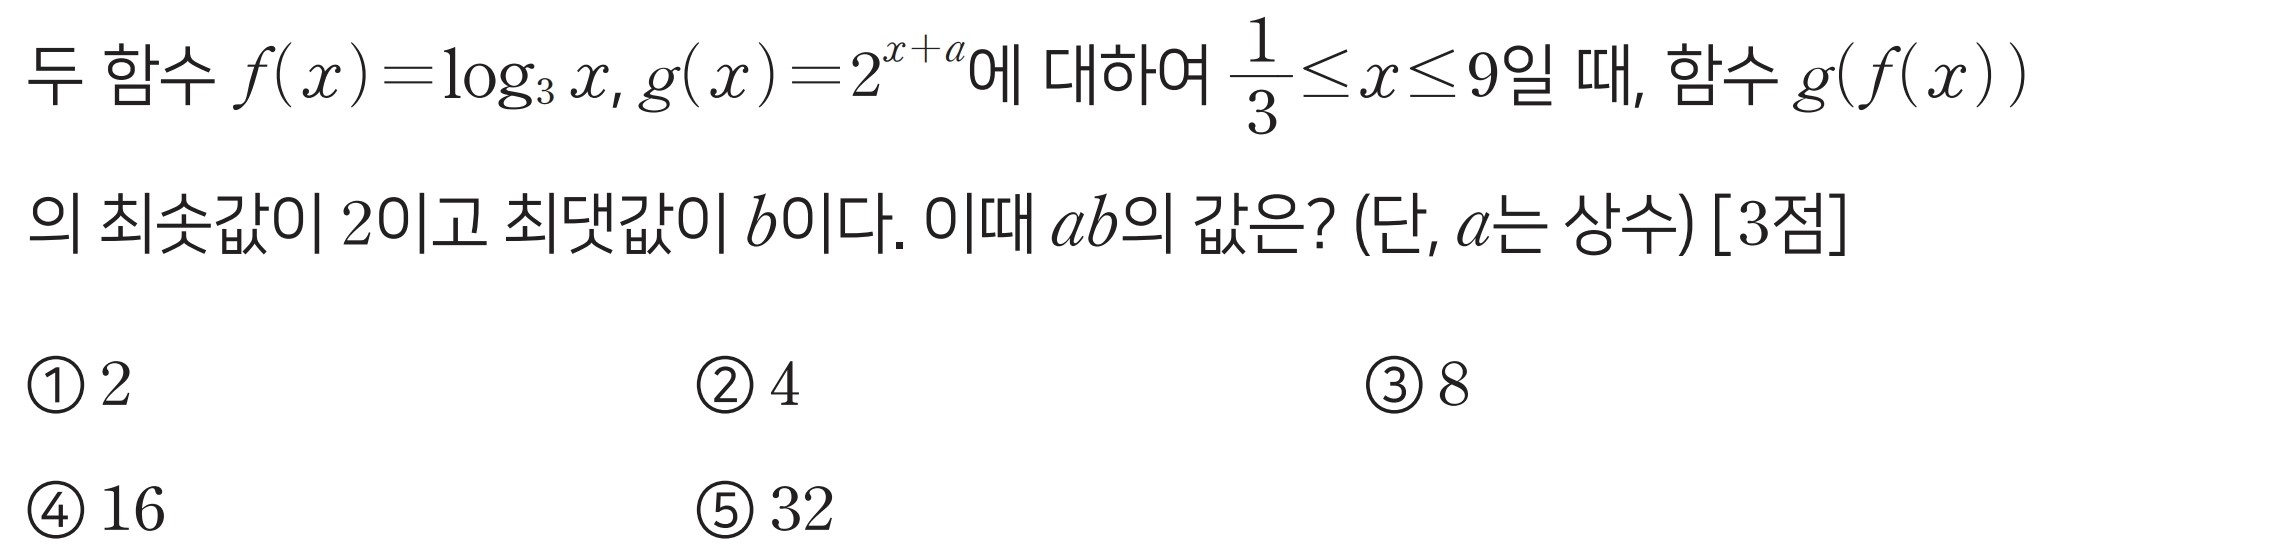 두 함수 f(x)=log₃ x, g(x)=2^{x+a}에 대하여 1/3≤x≤9일 때, 함수 g(f(x))
의 최솟값이 2이고 최댓값이 b이다. 이때 ab의 값은? (단, a는 상수) [3점]
① 2 ② 4 ③ 8
④ 16 ⑤ 32